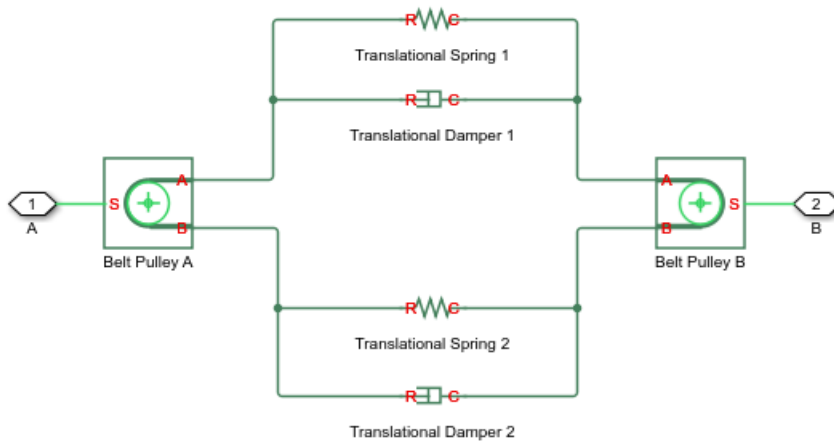 R C
Translational Spring 1
R C
Translational Damper 1
1 S A A S 2
A B B B
Belt Pulley A Belt Pulley B
R C
Translational Spring 2
R C
Translational Damper 2